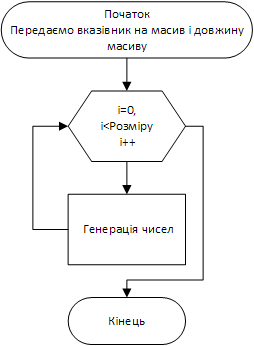 Початок
Передаємо вказівник на масив і довжину
масиву
i=0,
i<Розміру
i++
Генерація чисел
Кінець